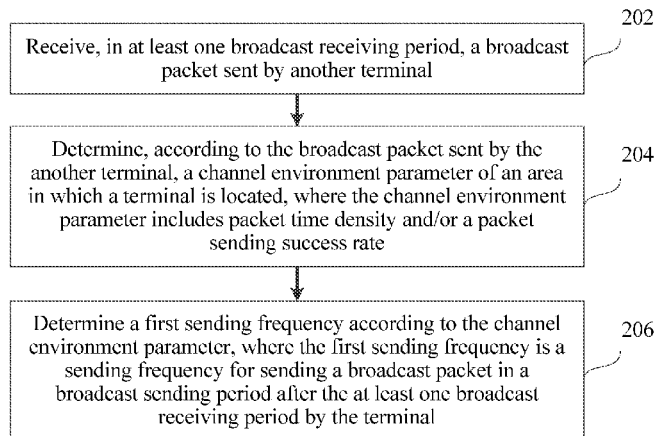 202
Receive, in at least one broadcast receiving period, a broadcast
packet sent by another terminal
204
Determine, according to the broadcast packet sent by the
another terminal, a channel environment parameter of an area
in which a terminal is located, where the channel environment
parameter includes packet time density and/or a packet
sending success rate
206
Determine a first sending frequency according to the channel
environment parameter, where the first sending frequency is a
sending frequency for sending a broadcast packet in a
broadcast sending period after the at least one broadcast
receiving period by the terminal